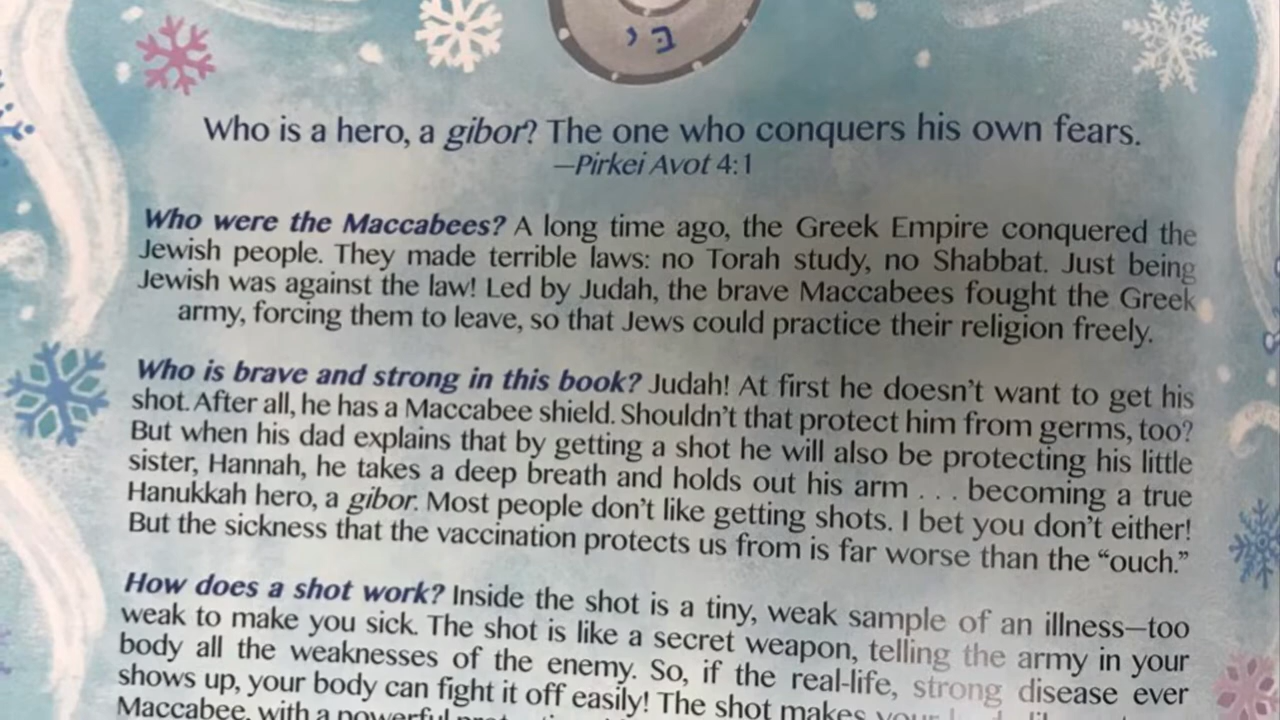 בי
Who is a hero, a gibor? The one who conquers his own fears.
—Pirkei Avot 4:1
Who were the Maccabees? A long time ago, the Greek Empire conquered the
Jewish people. They made terrible laws: no Torah study, no Shabbat. Just being
Jewish was against the law! Led by Judah, the brave Maccabees fought the Greek
army, forcing them to leave, so that Jews could practice their religion freely.
Who is brave and strong in this book? Judah! At first he doesn't want to get his
shot. After all, he has a Maccabee shield. Shouldn't that protect him from germs, too?
But when his dad explains that by getting a shot he will also be protecting his little
sister, Hannah, he takes a deep breath and holds out his arm . . . becoming a true
Hanukkah hero, a gibor. Most people don't like getting shots. I bet you don't either!
But the sickness that the vaccination protects us from is far worse than the “ouch.”
How does a shot work? Inside the shot is a tiny, weak sample of an illness—too
weak to make you sick. The shot is like a secret weapon, telling the army in your
body all the weaknesses of the enemy. So, if the real-life, strong disease ever
shows up, your body can fight it off easily! The shot makes your
Maccabee, with a powerful